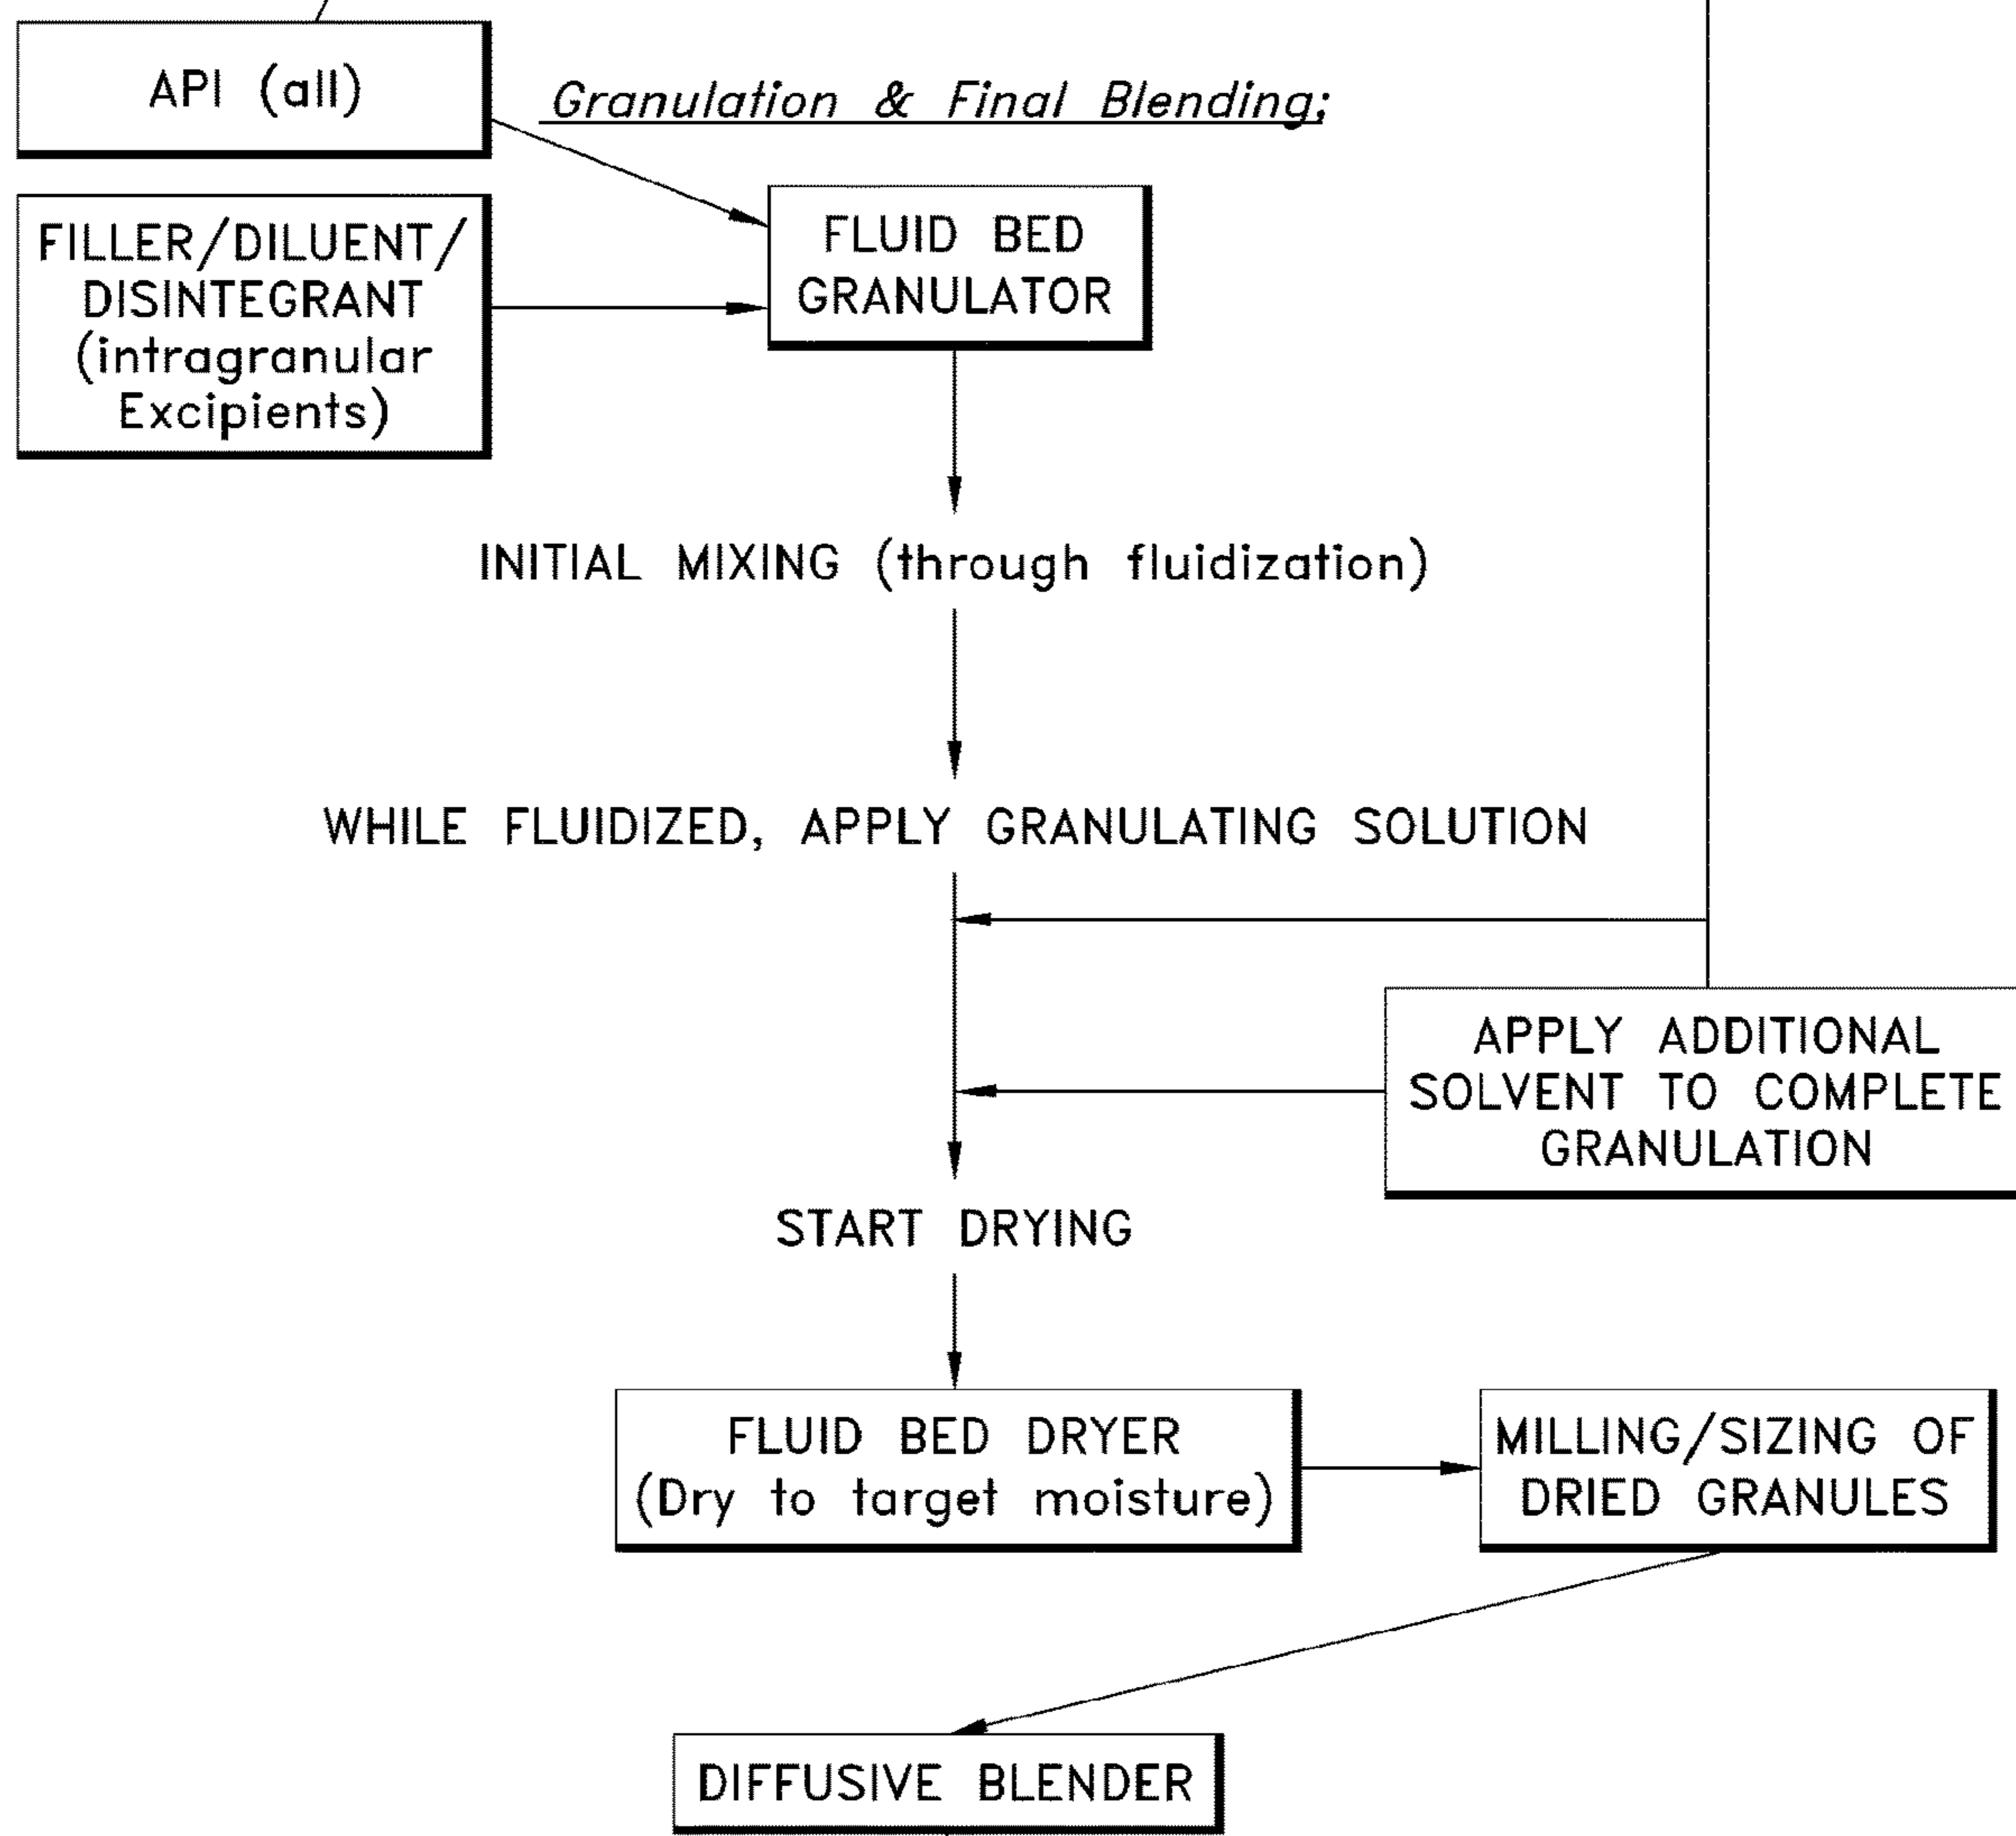 API (all)
Granulation & Final Blending;
FILLER/DILUENT/
DISINTEGRANT
(intragranular
Excipients)
FLUID BED
GRANULATOR
INITIAL MIXING (through fluidization)
WHILE FLUIDIZED, APPLY GRANULATING SOLUTION
APPLY ADDITIONAL
SOLVENT TO COMPLETE
GRANULATION
START DRYING
FLUID BED DRYER
(Dry to target moisture)
MILLING/SIZING OF
DRIED GRANULES
DIFFUSIVE BLENDER